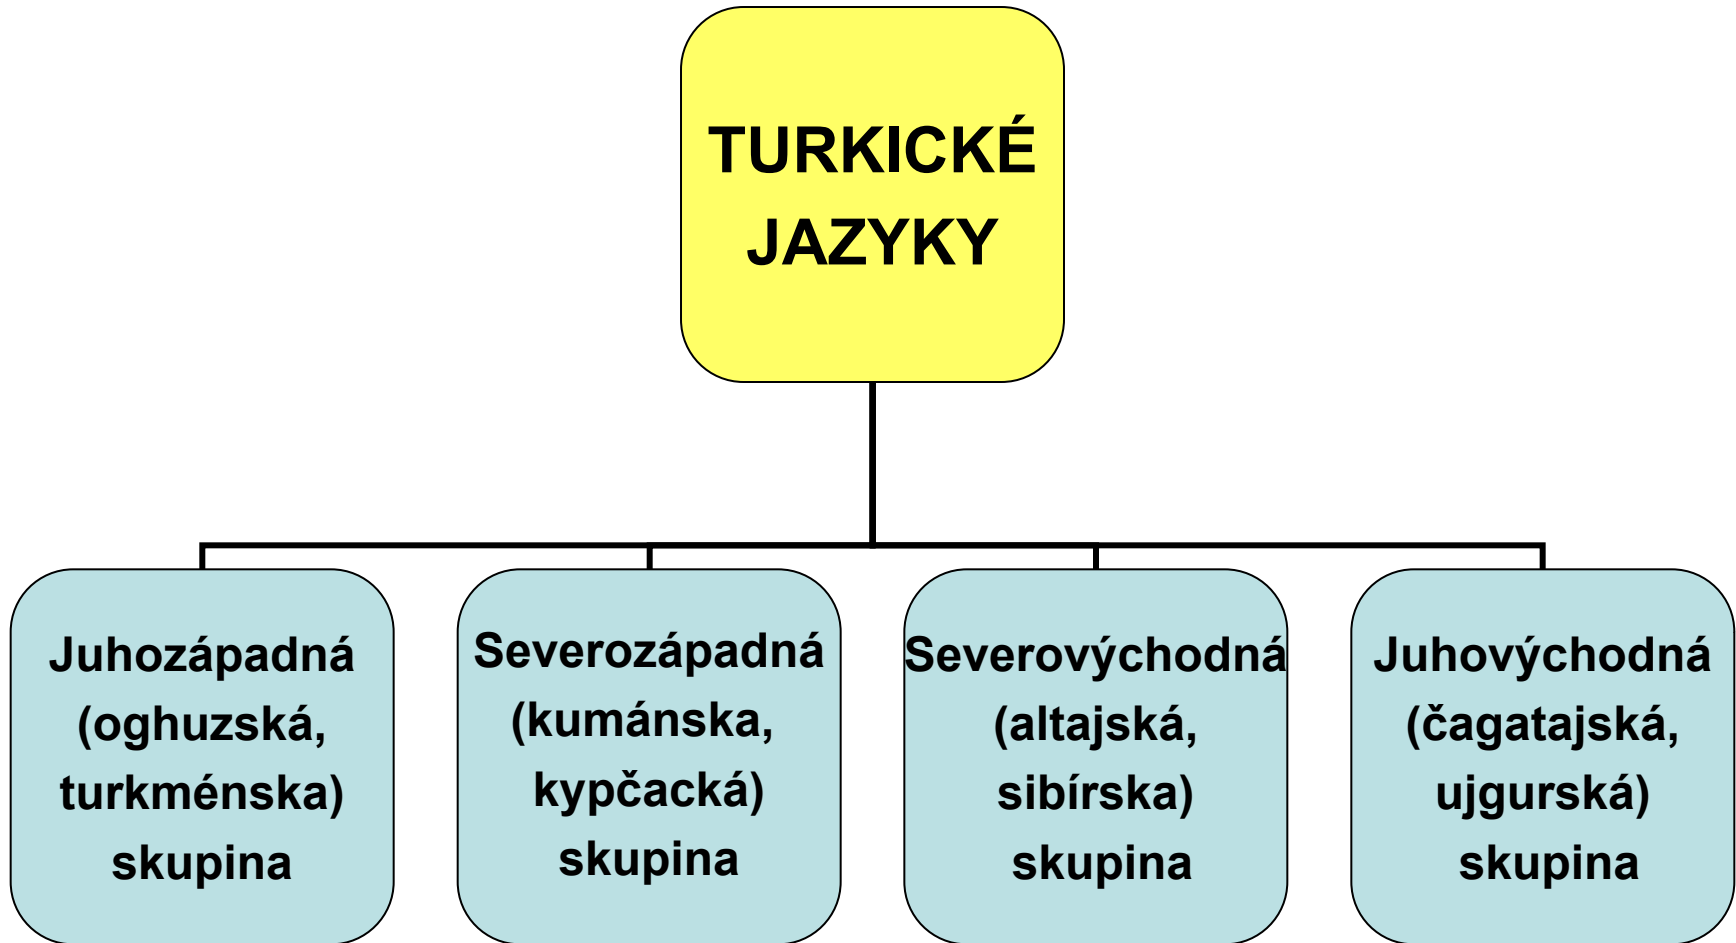 TURKICKÉ
JAZYKY
Juhozápadná
(oghuzská,
turkménska)
skupina
Severozápadná
(kumánska,
kypčacká)
skupina
Severovýchodná
(altajská,
sibírska)
skupina
Juhovýchodná
(čagatajská,
ujgurská)
skupina